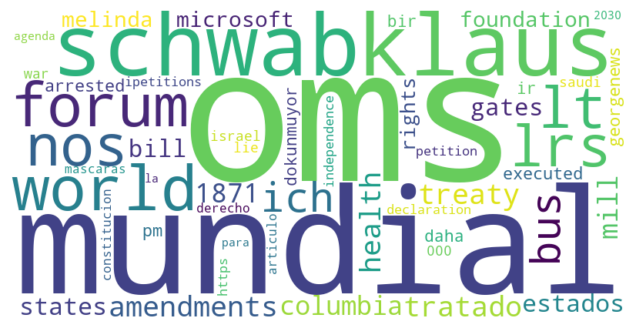 melinda microsoft bir foundation 2030
agenda schwab klaus
war arrested ipetitions ir saudi
forum oms gates lt georgenews
nos bill israel lie dokunmuyor independence rights petition lrs
mascaras la executed
world 1871 ich health treaty bus mill
constitucion pm derecho para https articulo declaration daha 000
mundial
states amendments columbia tratado estados